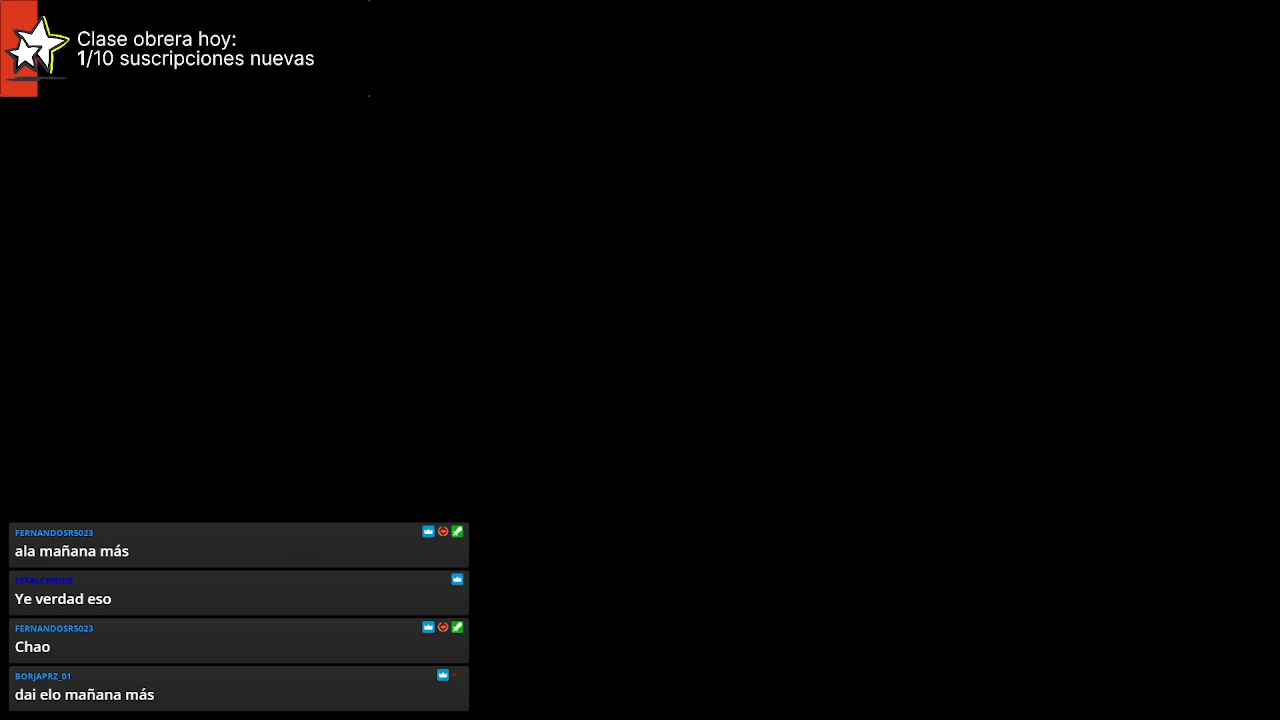 Clase obrera hoy:
1/10 suscripciones nuevas
FERNANDOSR5023
ala mañana más
Ye verdad eso
FERNANDOSR5023
Chao
BORJAPRZ_01
dai elo mañana más